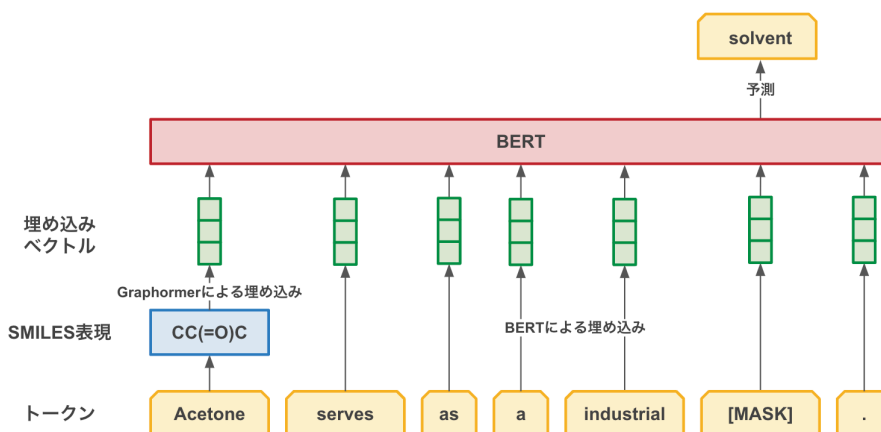 solvent
予測
BERT
埋め込み
ベクトル
Graphormerによる埋め込み
SMILES表現
CC(=O)C
BERTによる埋め込み
トークン
Acetone
serves
as
a
industrial
[MASK]
.